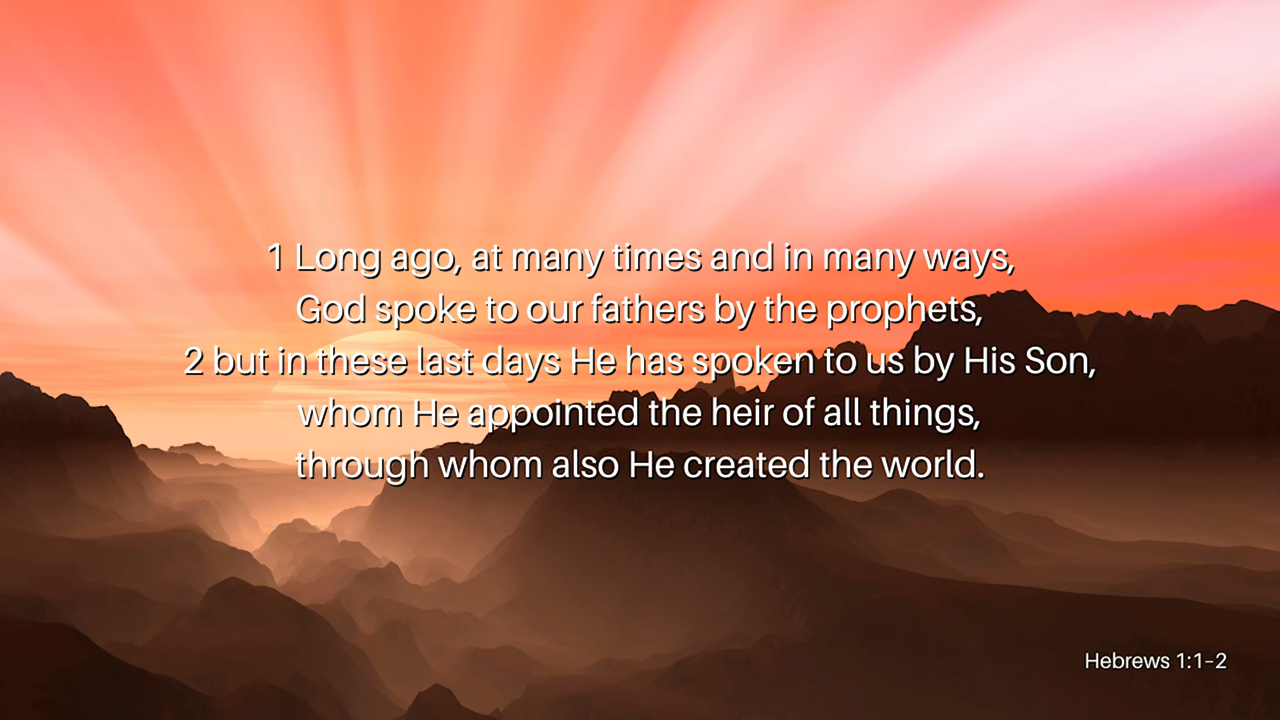 1 Long ago, at many times and in many ways,
God spoke to our fathers by the prophets,
2 but in these last days He has spoken to us by His Son,
whom He appointed the heir of all things,
through whom also He created the world.
Hebrews 1:1–2